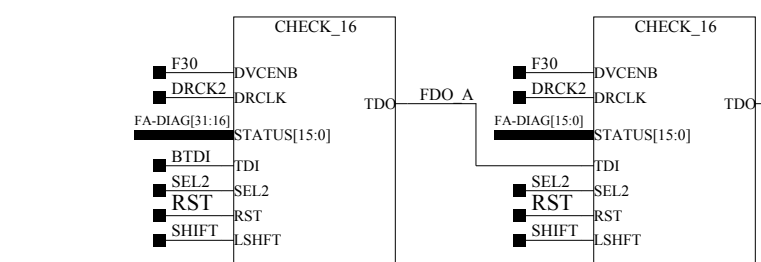 CHECK_16
F30
DVCENB
DRCK2
DRCLK
TDO
FA-DIAG[31:16]
STATUS[15:0]
BTDI
TDI
SEL2
SEL2
RST
RST
SHIFT
LSHFT
FDO_A
CHECK_16
F30
DVCENB
DRCK2
DRCLK
TDO
FA-DIAG[15:0]
STATUS[15:0]
TDI
SEL2
SEL2
RST
RST
SHIFT
LSHFT